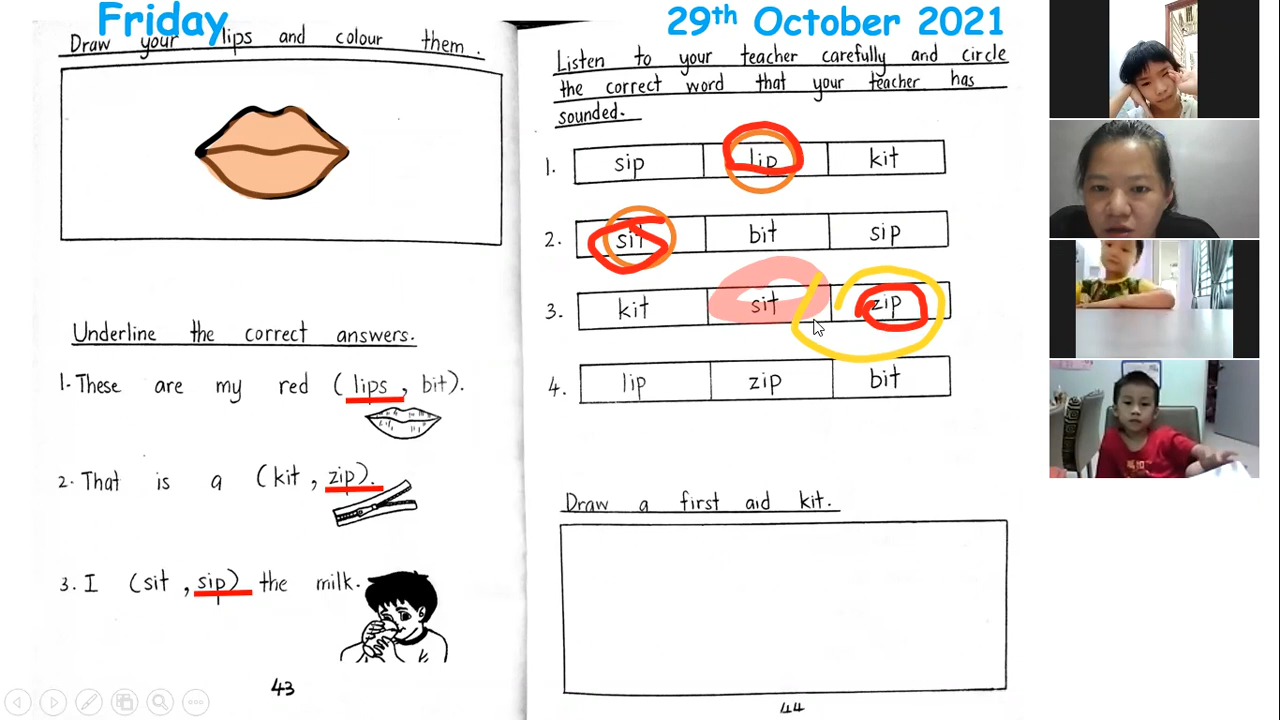 Friday
29th October 2021
Draw your lips and colour them.
Underline the correct answers.
1. These are my red (lips, bit).
2. That is a (kit, zip).
3. I (sit, sip) the milk.
43
Listen to your teacher carefully and circle
the correct word that your teacher has
sounded.
1. sip lip kit
2. sit bit sip
3. kit sit zip
4. lip zip bit
Draw a first aid kit.
44